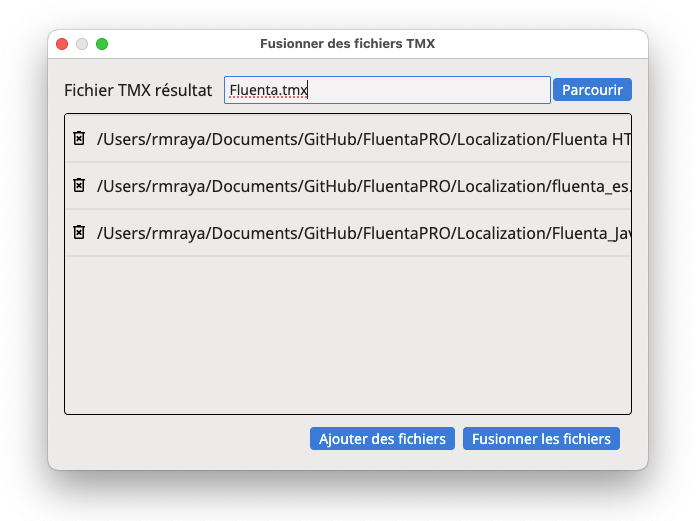 Fusionner des fichiers TMX
Fichier TMX résultat Fluenta.tmx Parcourir
/Users/rmraya/Documents/GitHub/FluentaPRO/Localization/Fluenta HT
/Users/rmraya/Documents/GitHub/FluentaPRO/Localization/fluenta_es.
/Users/rmraya/Documents/GitHub/FluentaPRO/Localization/Fluenta_Jav
Ajouter des fichiers Fusionner les fichiers